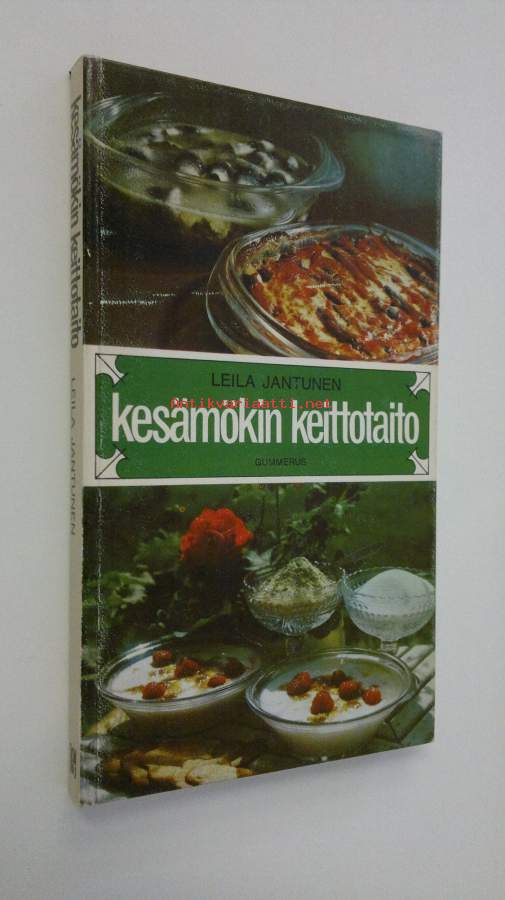 kesämökin keittotaito
LEILA JANTUNEN
LEILA JANTUNEN
Antikvariaatti.net
kesämökin keittotaito
GUMMERUS